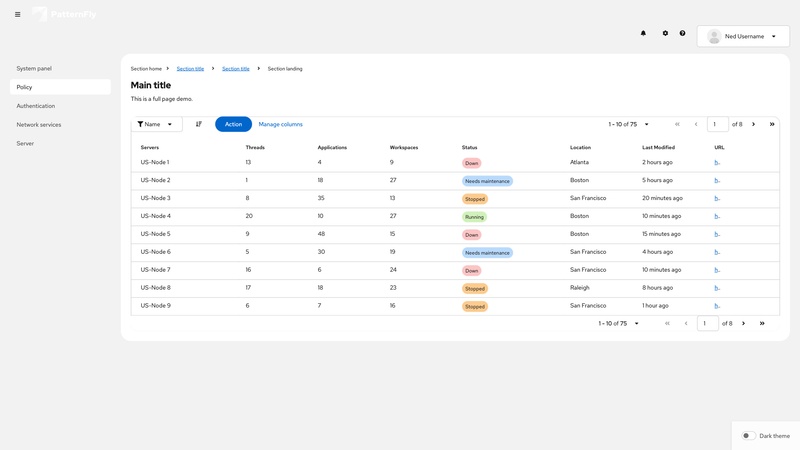 PatternFly
Ned Username
System panel
Policy
Authentication
Network services
Server
Section home Section title Section title Section landing
Main title
This is a full page demo.
Name Action Manage columns 1 - 10 of 75 1 of 8
Servers Threads Applications Workspaces Status Location Last Modified URL
US-Node 1 13 4 9 Down Atlanta 2 hours ago h.
US-Node 2 1 18 27 Needs maintenance Boston 5 hours ago h.
US-Node 3 8 35 13 Stopped San Francisco 20 minutes ago h.
US-Node 4 20 10 27 Running Boston 10 minutes ago h.
US-Node 5 9 48 15 Down Boston 15 minutes ago h.
US-Node 6 5 30 19 Needs maintenance San Francisco 4 hours ago h.
US-Node 7 16 6 24 Down San Francisco 10 minutes ago h.
US-Node 8 17 18 23 Stopped Raleigh 8 hours ago h.
US-Node 9 6 7 16 Stopped San Francisco 1 hour ago h.
1 - 10 of 75 1 of 8
Dark theme